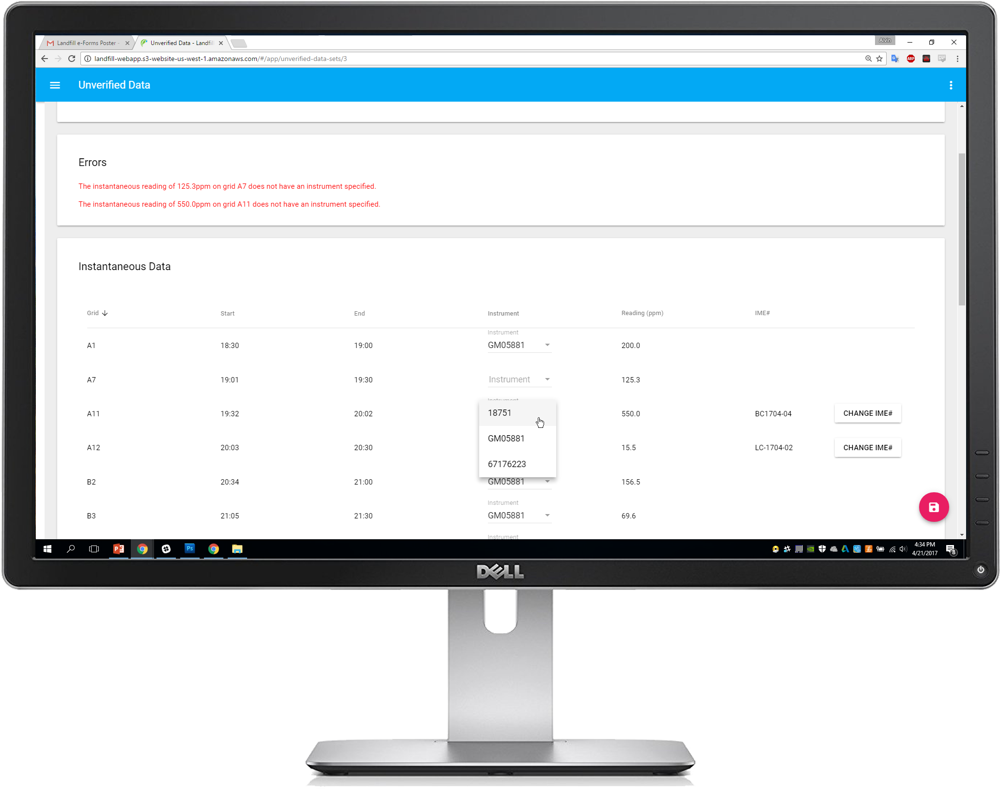 Landfill e-Forms Poster -
Unverified Data - Landfill
Alvin
landfill-webapp.s3-website-us-west-1.amazonaws.com/#/app/unverified-data-sets/3
ABP
Unverified Data
Errors
The instantaneous reading of 125.3ppm on grid A7 does not have an instrument specified.
The instantaneous reading of 550.0ppm on grid A11 does not have an instrument specified.
Instantaneous Data
Grid Start End Instrument Reading (ppm) IME#
Instrument
A1 18:30 19:00 GM05881 200.0
A7 19:01 19:30 Instrument 125.3
Instrument
A11 19:32 20:02 18751 550.0 BC1704-04 CHANGE IME#
GM05881
A12 20:03 20:30 15.5 LC-1704-02 CHANGE IME#
67176223
B2 20:34 21:00 GM05881 156.5
Instrument
B3 21:05 21:30 GM05881 69.6
Instrument
Ps
4:34 PM
4/21/2017
8
DELL